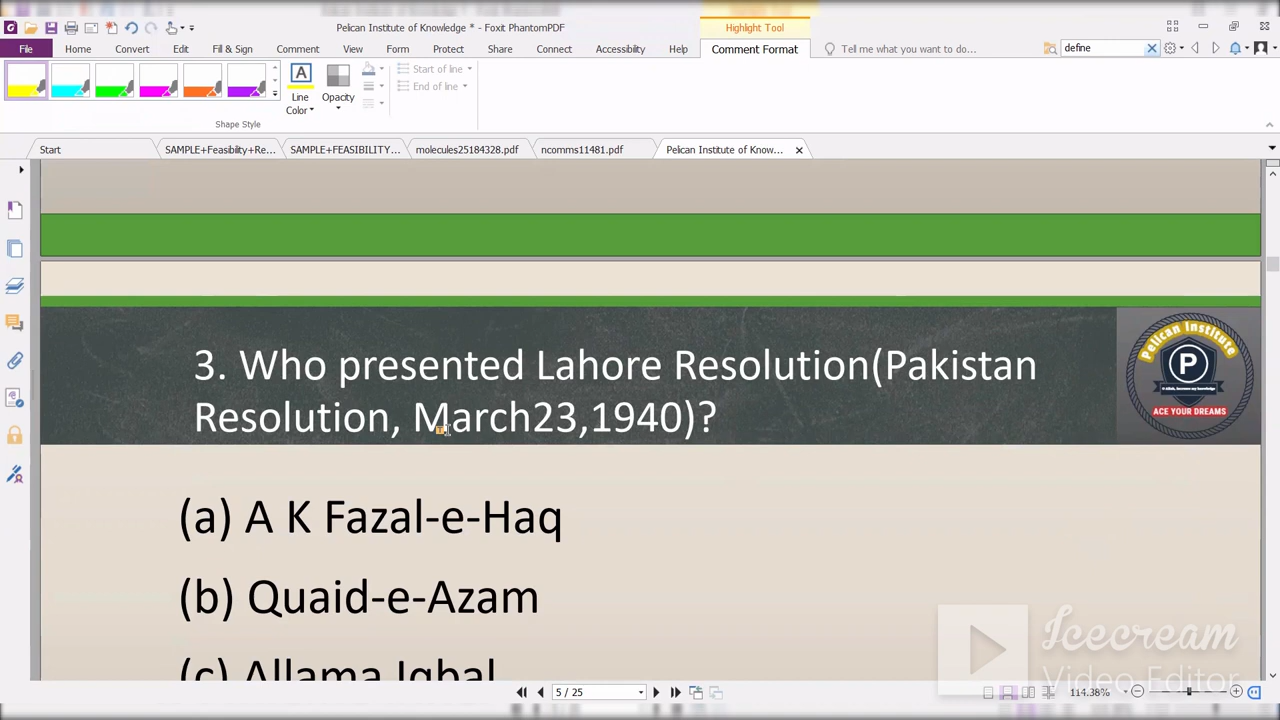 Pelican Institute of Knowledge * - Foxit PhantomPDF
Highlight Tool
File Home Convert Edit Fill & Sign Comment View Form Protect Share Connect Accessibility Help Comment Format Tell me what you want to do... define
Line Color
Opacity
Start of line
End of line
Shape Style
Start SAMPLE+Feasibilty+Re... SAMPLE+FEASIBILITY... molecules25184328.pdf ncomms11481.pdf Pelican Institute of Know...
3. Who presented Lahore Resolution(Pakistan
Resolution, March23,1940)?
Pelican Institute
P
ACE YOUR DREAMS
(a) A K Fazal-e-Haq
(b) Quaid-e-Azam
(c) Allama Iqbal
Icecream
Video Editor
5 / 25
114.38%